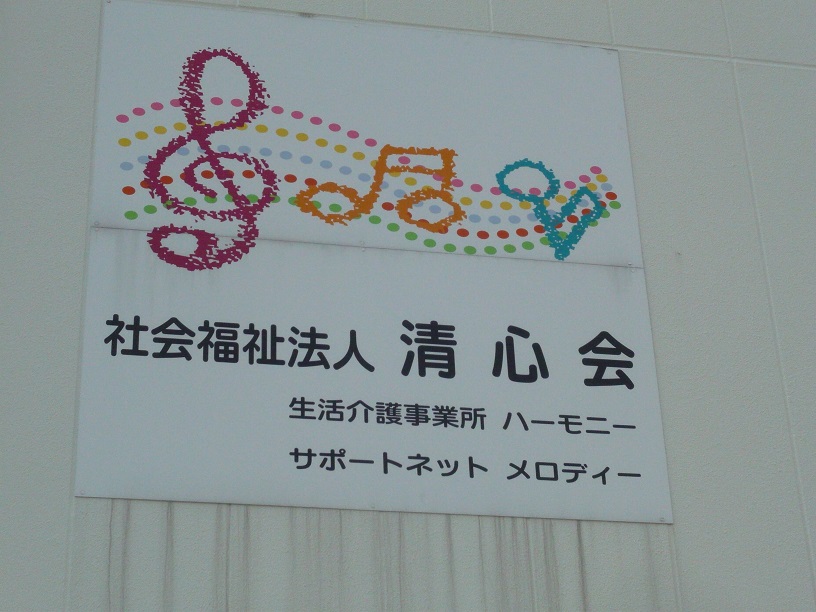 社会福祉法人 清心会
生活介護事業所 ハーモニー
サポートネット メロディー